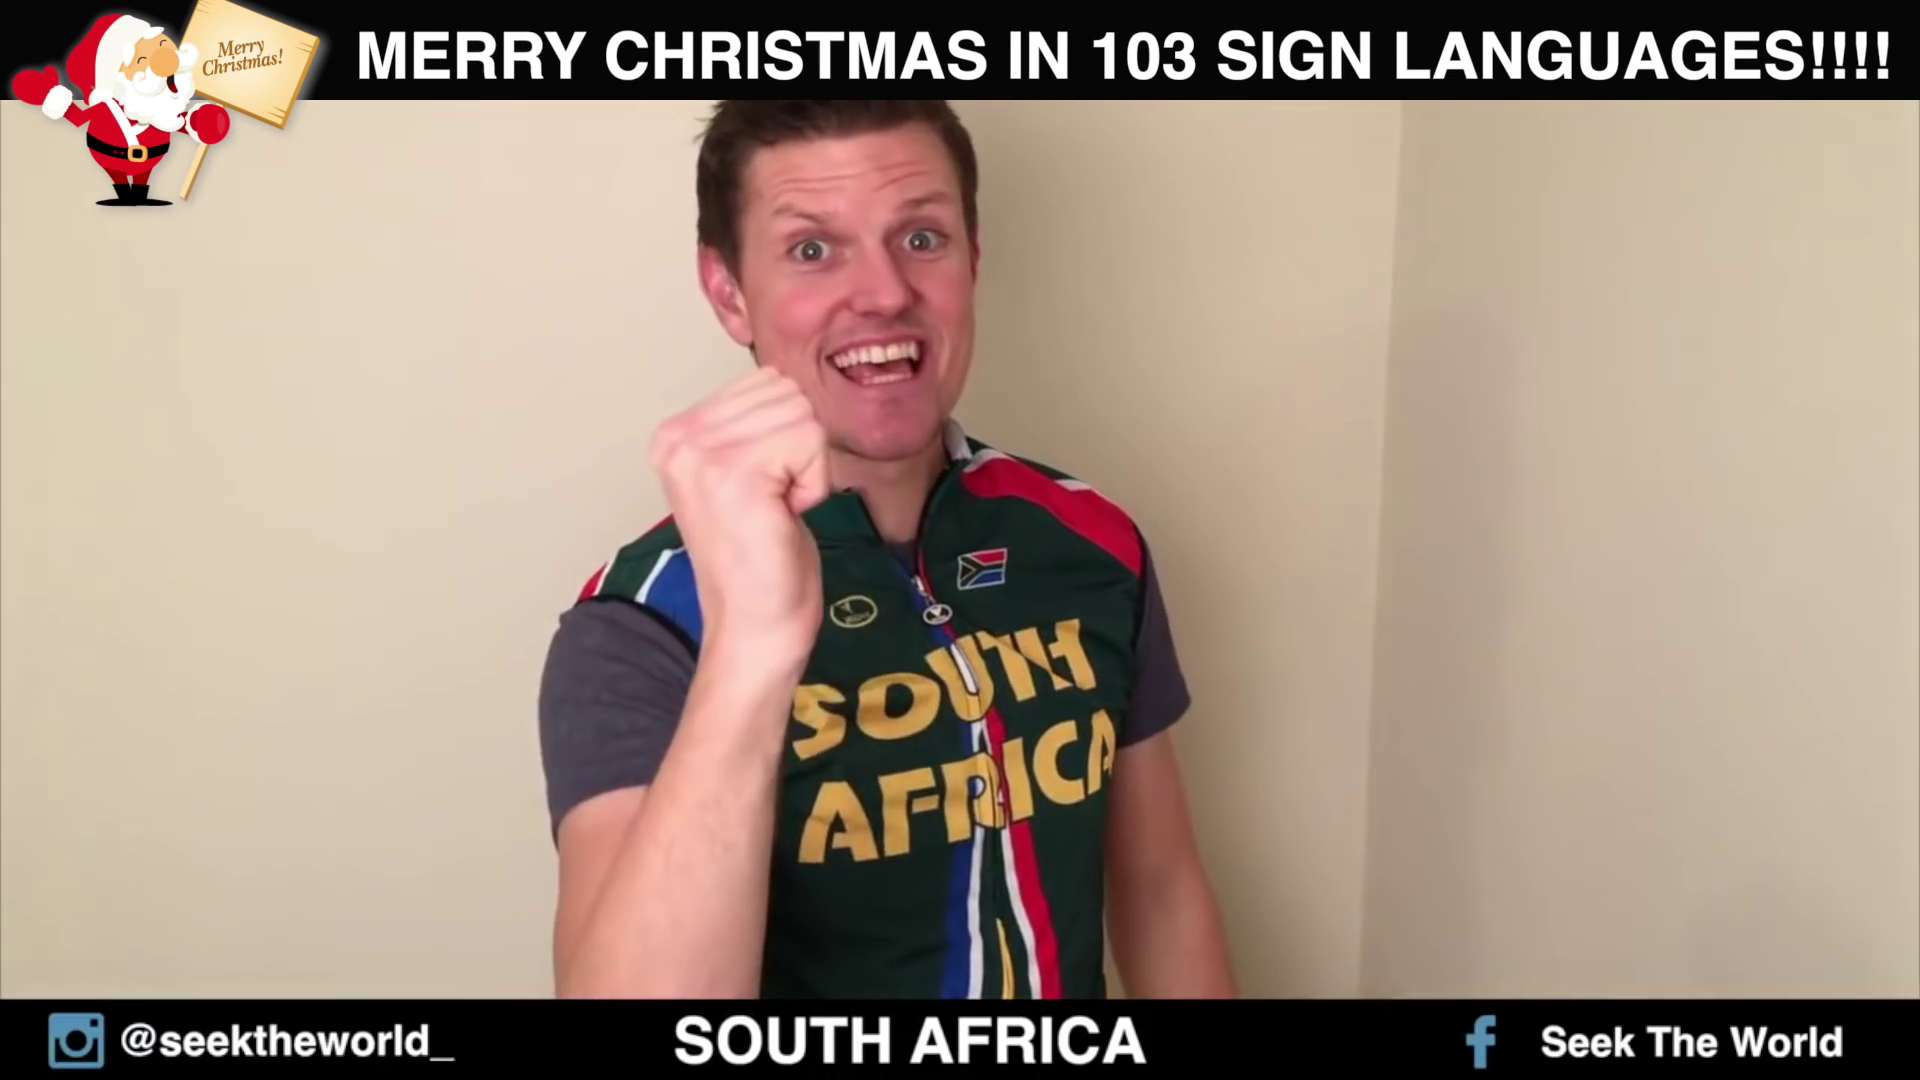 Merry
Christmas!
MERRY CHRISTMAS IN 103 SIGN LANGUAGES!!!!
SOUTH
AFRICA
@seektheworld_
SOUTH AFRICA
Seek The World